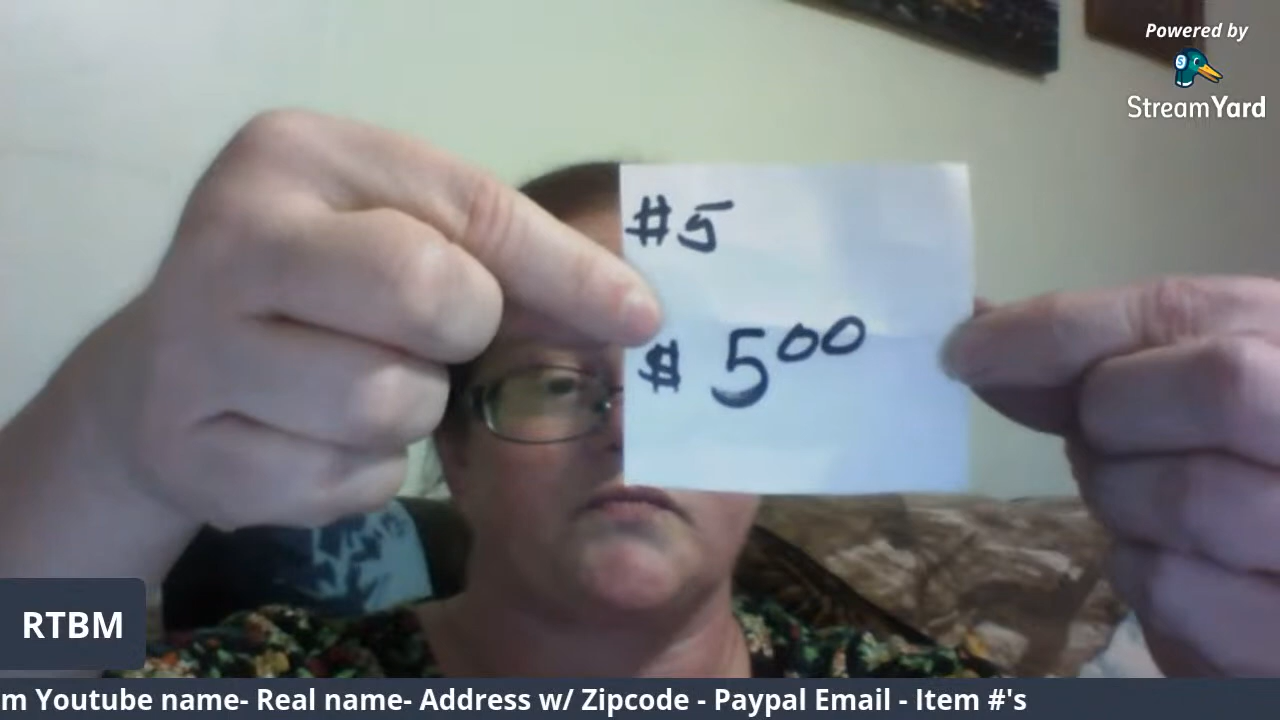 Powered by
StreamYard
#5
$ 5⁰⁰
RTBM
m Youtube name- Real name- Address w/ Zipcode - Paypal Email - Item #'s